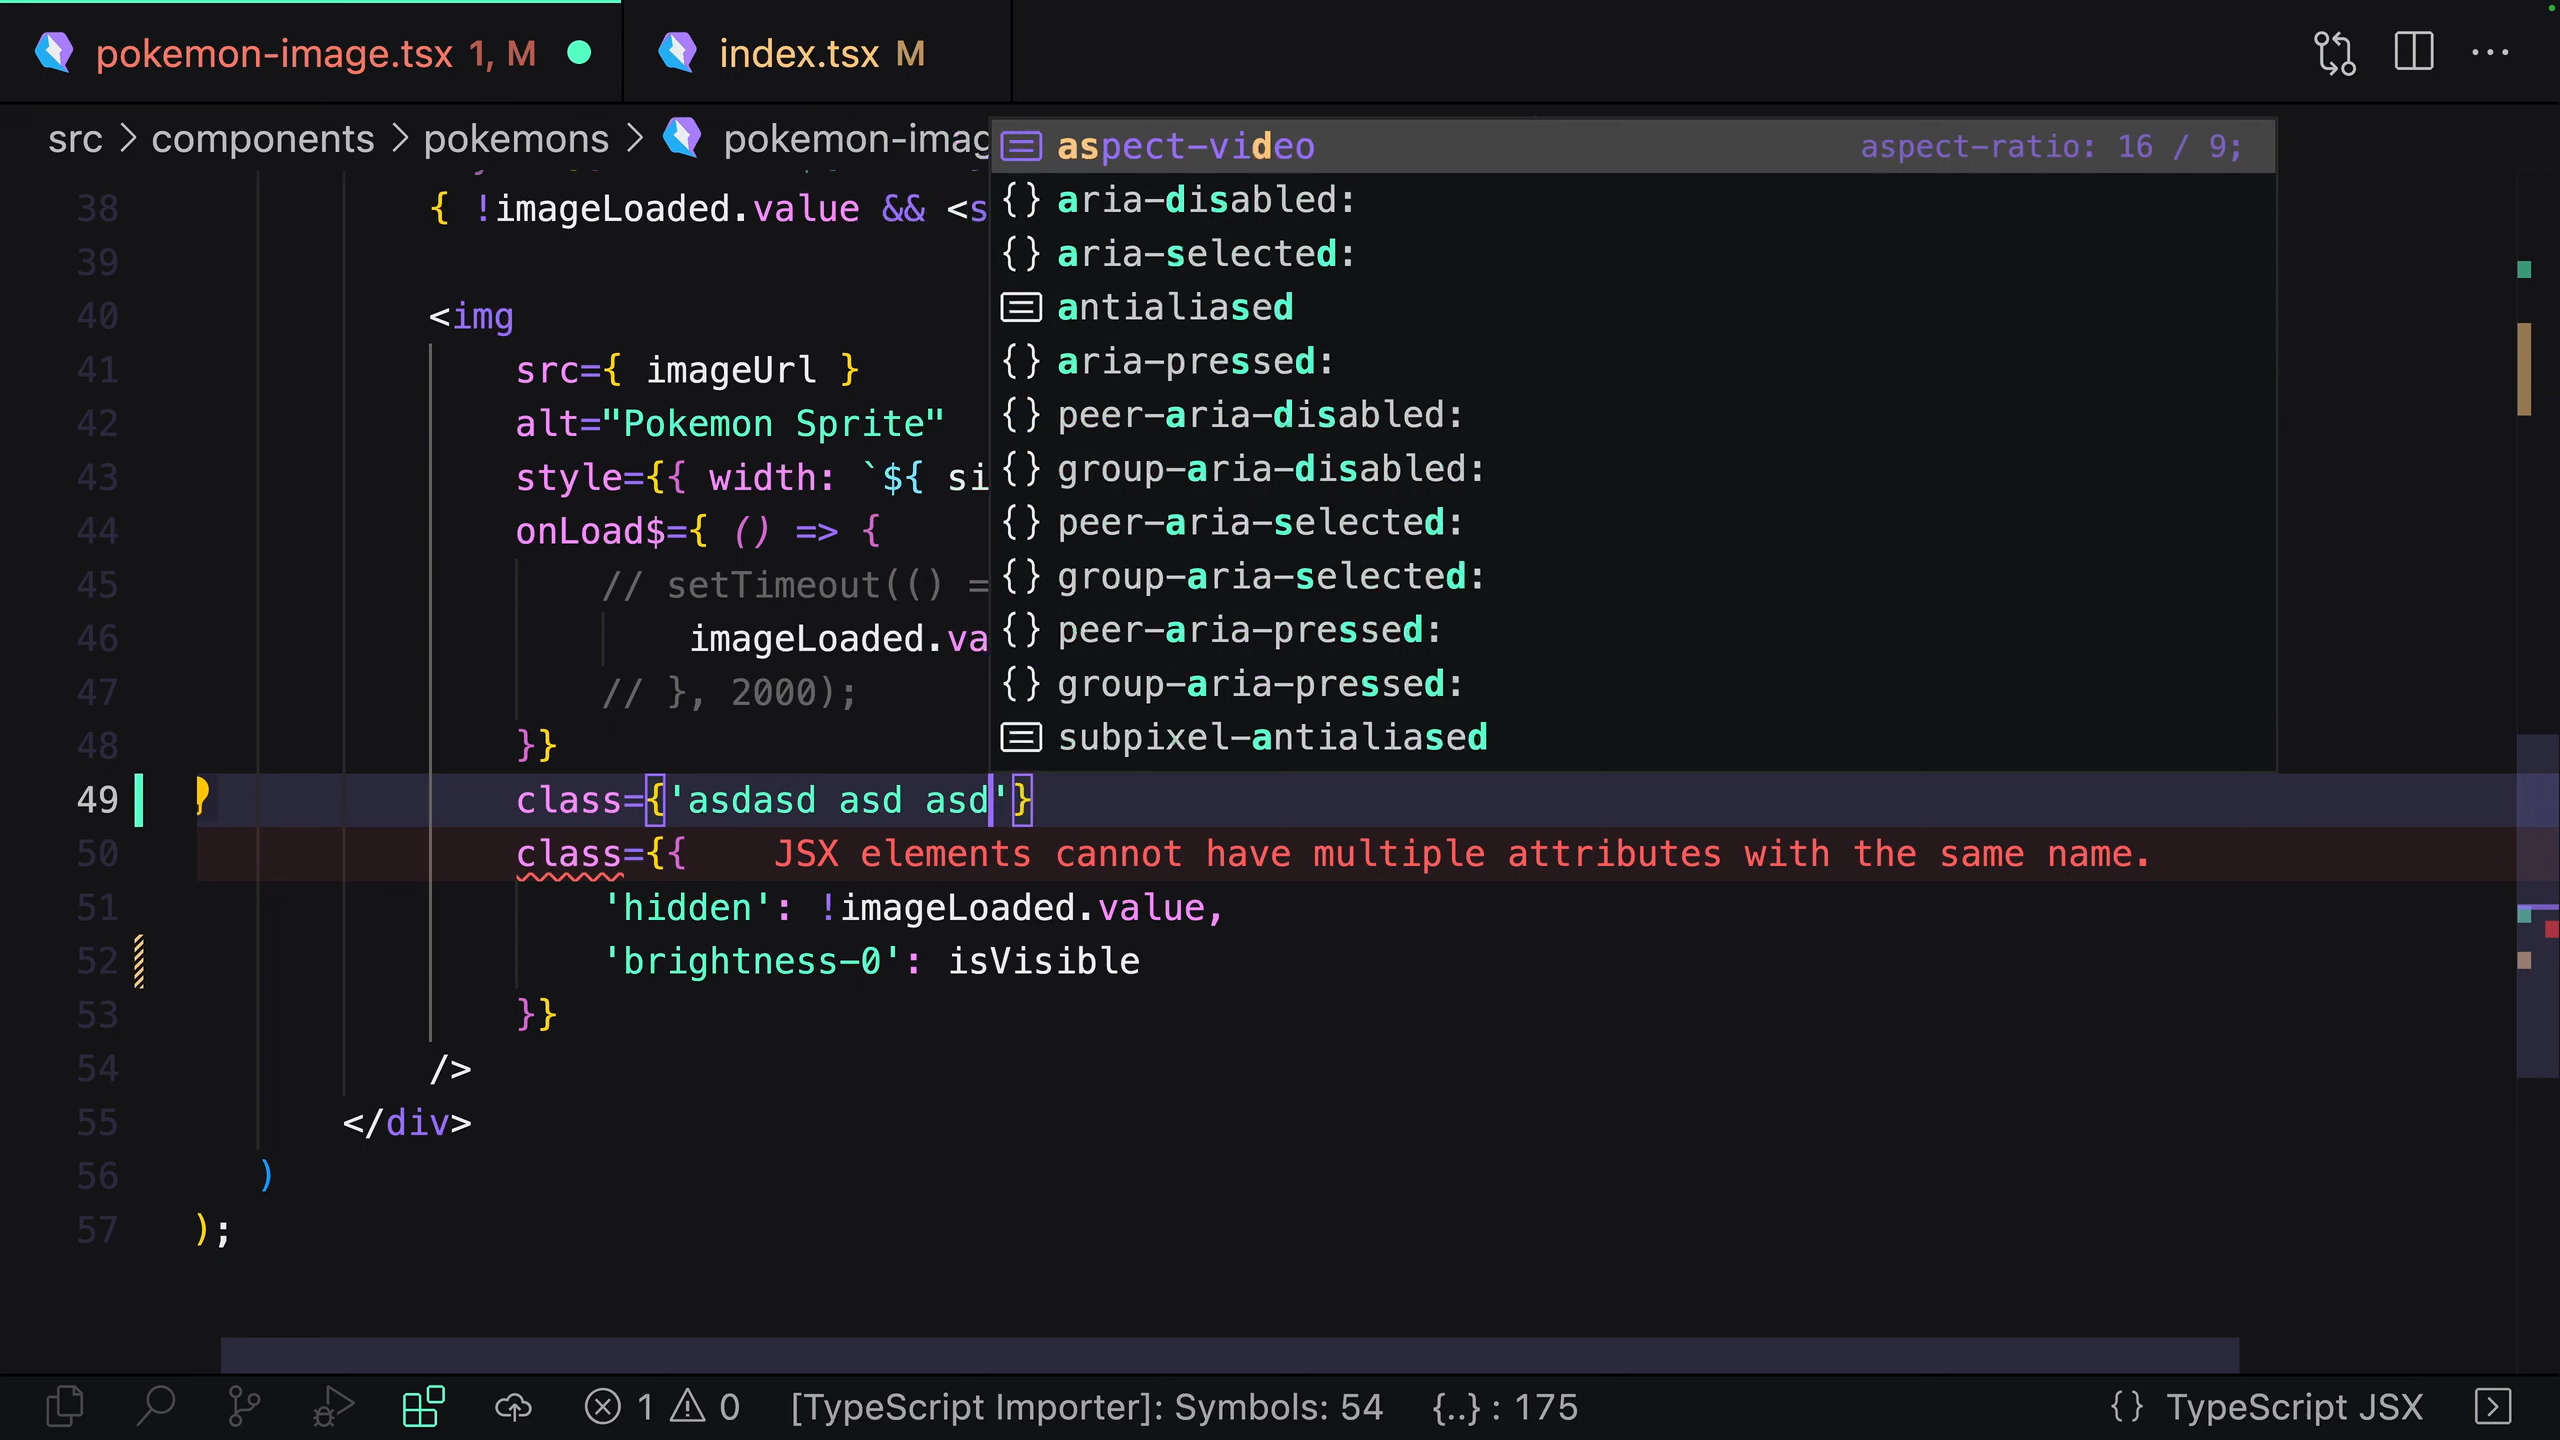 pokemon-image.tsx 1, M
index.tsx M
src > components > pokemons > pokemon-imag
38 { !imageLoaded.value && <s
39
40 <img
41 src={ imageUrl }
42 alt="Pokemon Sprite"
43 style={{ width: `${ si
44 onLoad$={ () => {
45 // setTimeout(() =
46 imageLoaded.va
47 // }, 2000);
48 }}
49 class={'asdasd asd asd'}
50 class={{ JSX elements cannot have multiple attributes with the same name.
51 'hidden': !imageLoaded.value,
52 'brightness-0': isVisible
53 }}
54 />
55 </div>
56 )
57 );
aspect-video aspect-ratio: 16 / 9;
{} aria-disabled:
{} aria-selected:
antialiased
{} aria-pressed:
{} peer-aria-disabled:
{} group-aria-disabled:
{} peer-aria-selected:
{} group-aria-selected:
{} peer-aria-pressed:
{} group-aria-pressed:
subpixel-antialiased
1 0 [TypeScript Importer]: Symbols: 54 {..} : 175 {} TypeScript JSX